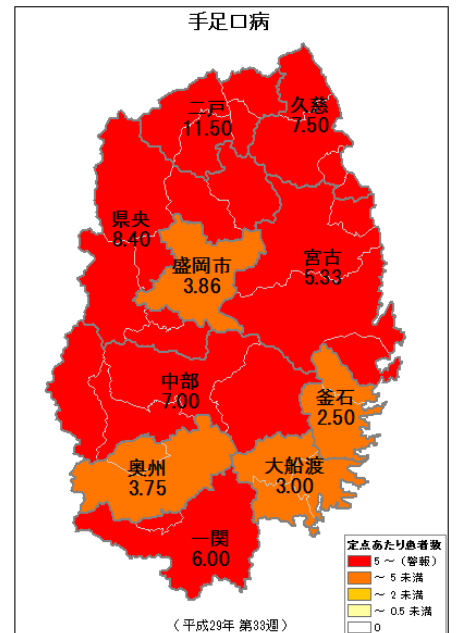 手足口病
二戸
11.50
久慈
7.50
県央
8.40
盛岡市
3.86
宮古
5.33
中部
7.00
釜石
2.50
奥州
3.75
大船渡
3.00
一関
6.00
定点あたり患者数
5 ～ (警報)
～ 5 未満
～ 2 未満
～ 0.5 未満
0
(平成29年 第33週)